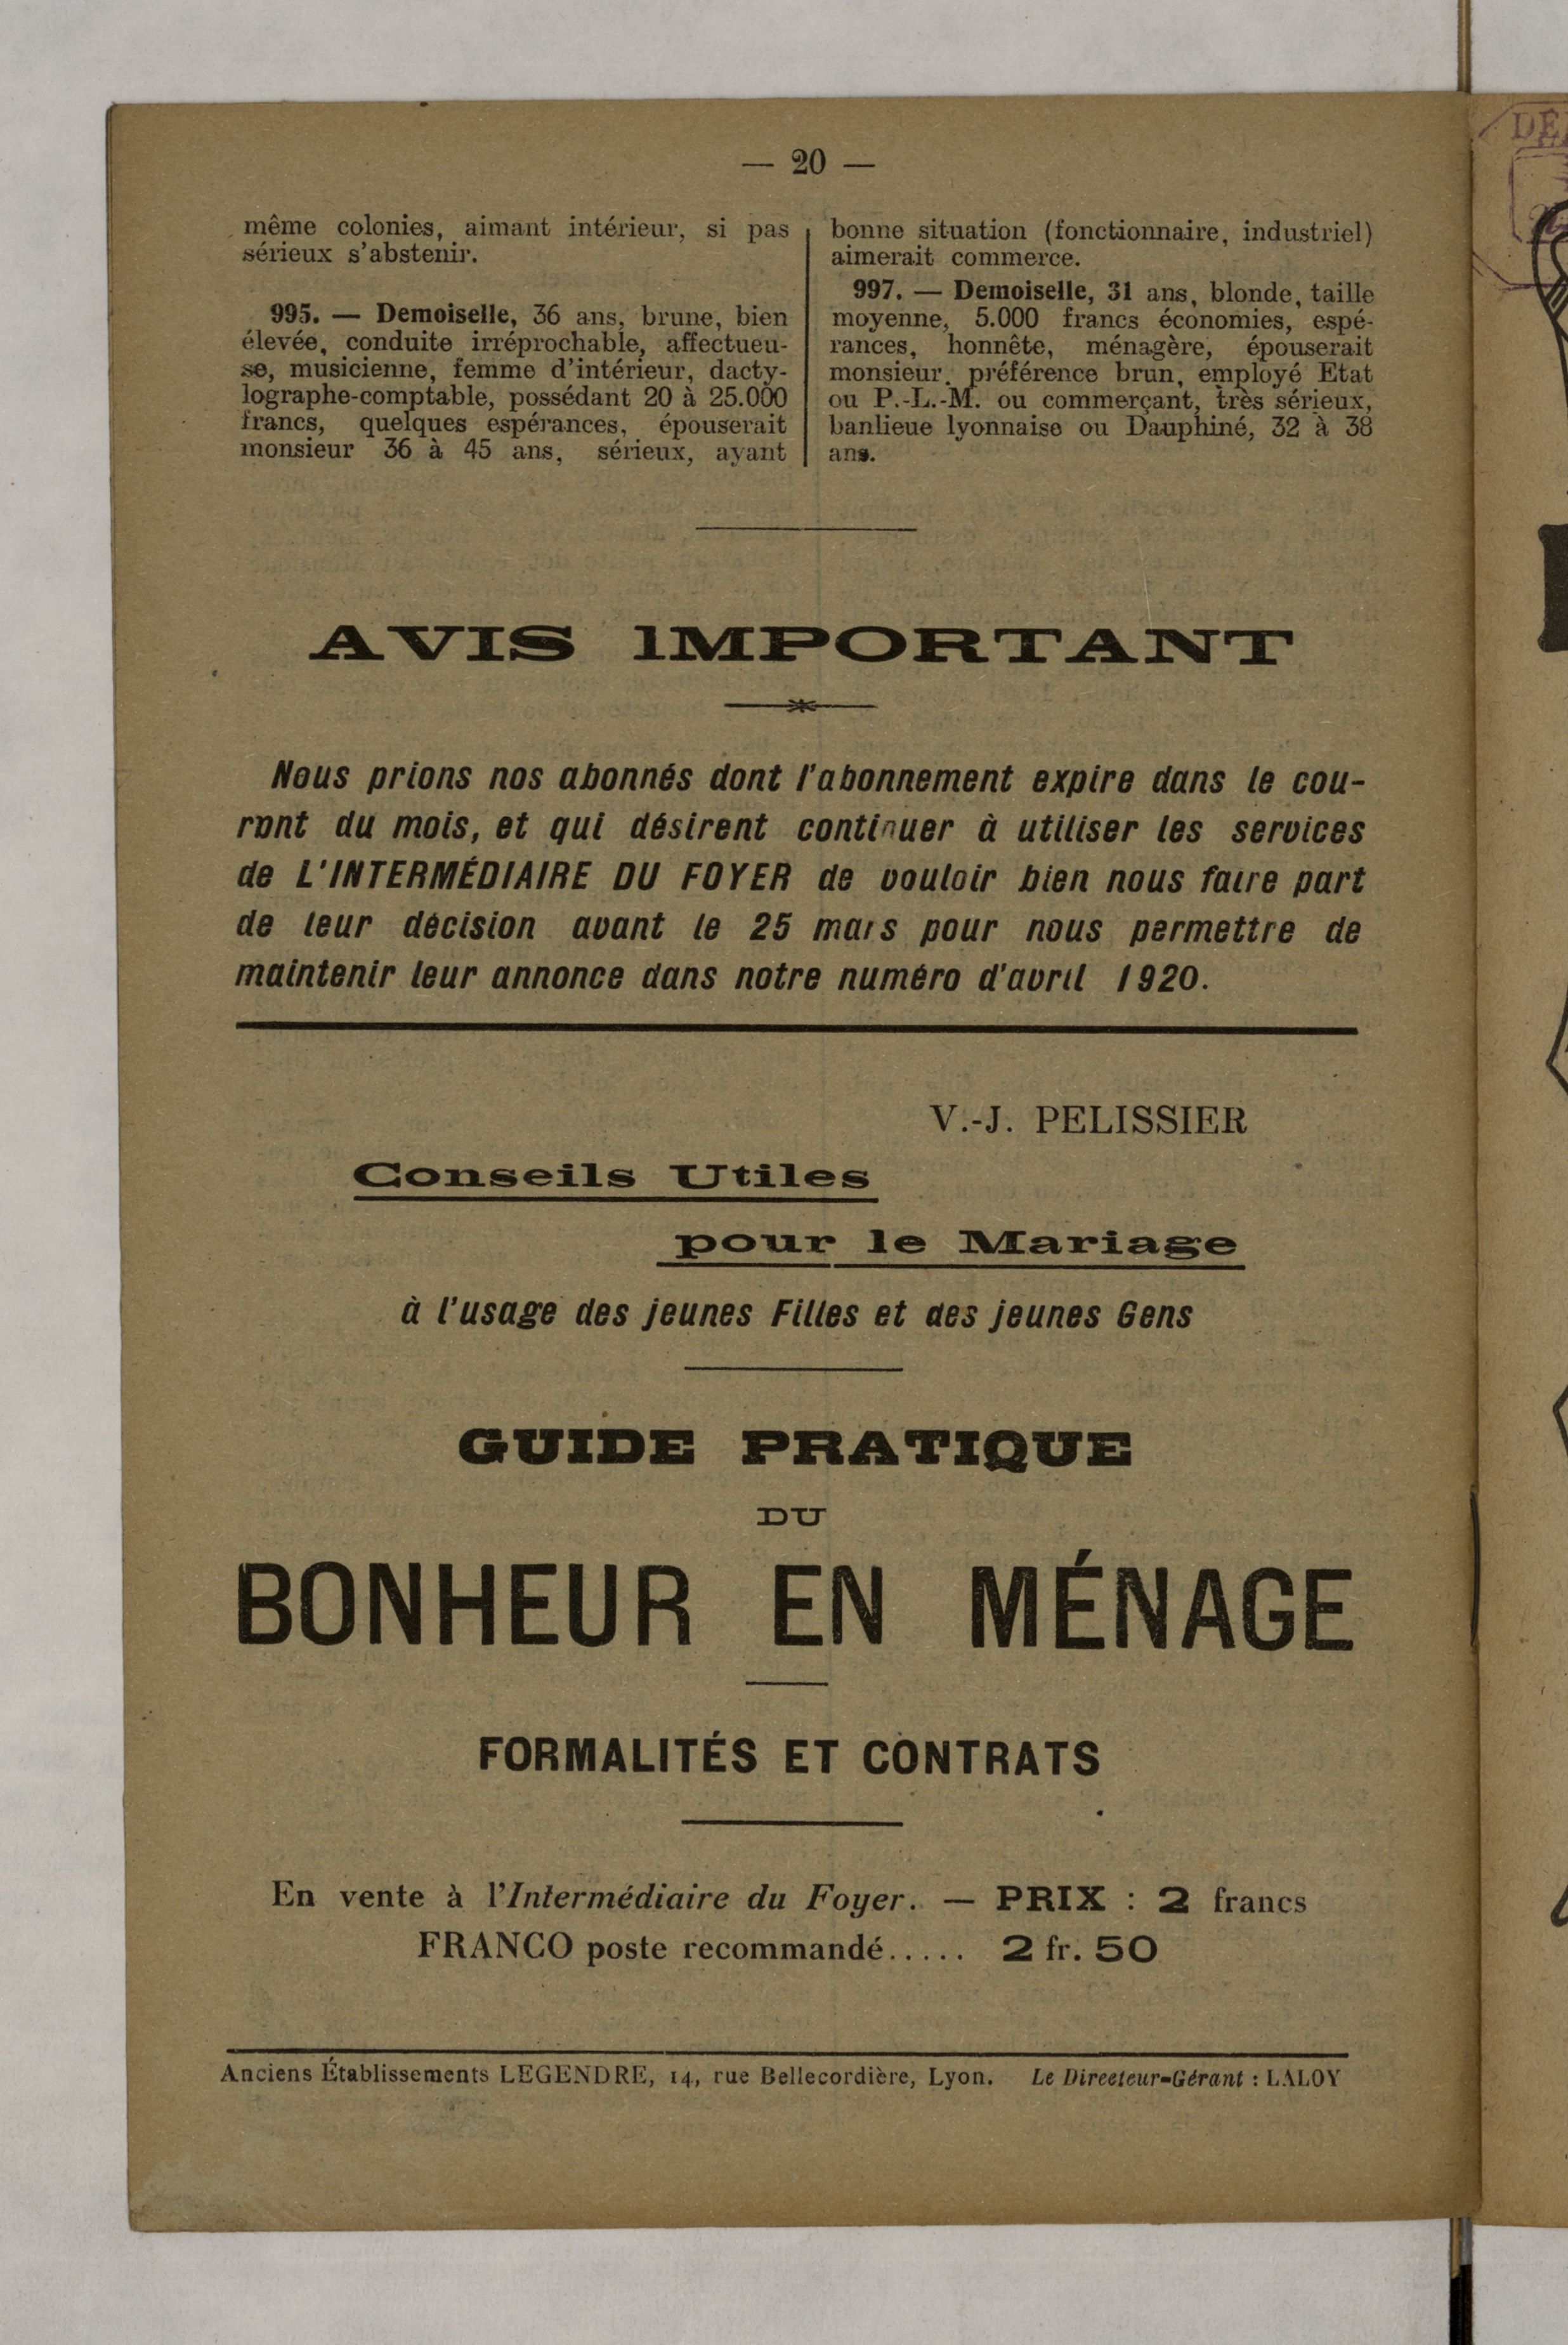 — 20 —
même colonies, aimant intérieur, si pas
sérieux s'abstenir.
995. — Demoiselle, 36 ans, brune, bien
élevée, conduite irréprochable, affectueu-
se, musicienne, femme d'intérieur, dacty-
lographe-comptable, possédant 20 à 25.000
francs, quelques espérances, épouserait
monsieur 36 à 45 ans, sérieux, ayant
bonne situation (fonctionnaire, industriel)
aimerait commerce.
997. — Demoiselle, 31 ans, blonde, taille
moyenne, 5.000 francs économies, espé-
rances, honnête, ménagère, épouserait
monsieur, préférence brun, employé Etat
ou P.-L.-M. ou commerçant, très sérieux,
banlieue lyonnaise ou Dauphiné, 32 à 38
ans.
AVIS IMPORTANT
Nous prions nos abonnés dont l'abonnement expire dans le cou-
rant du mois, et qui désirent continuer à utiliser les services
de L'INTERMÉDIAIRE DU FOYER de vouloir bien nous faire part
de leur décision avant le 25 mars pour nous permettre de
maintenir leur annonce dans notre numéro d'avril 1920.
V.-J. PELISSIER
Conseils Utiles
pour le Mariage
à l'usage des jeunes Filles et des jeunes Gens
GUIDE PRATIQUE
DU
BONHEUR EN MÉNAGE
FORMALITÉS ET CONTRATS
En vente à l'Intermédiaire du Foyer. — PRIX : 2 francs
FRANCO poste recommandé..... 2 fr. 50
Anciens Établissements LEGENDRE, 14, rue Bellecordière, Lyon. Le Directeur-Gérant : LALOY